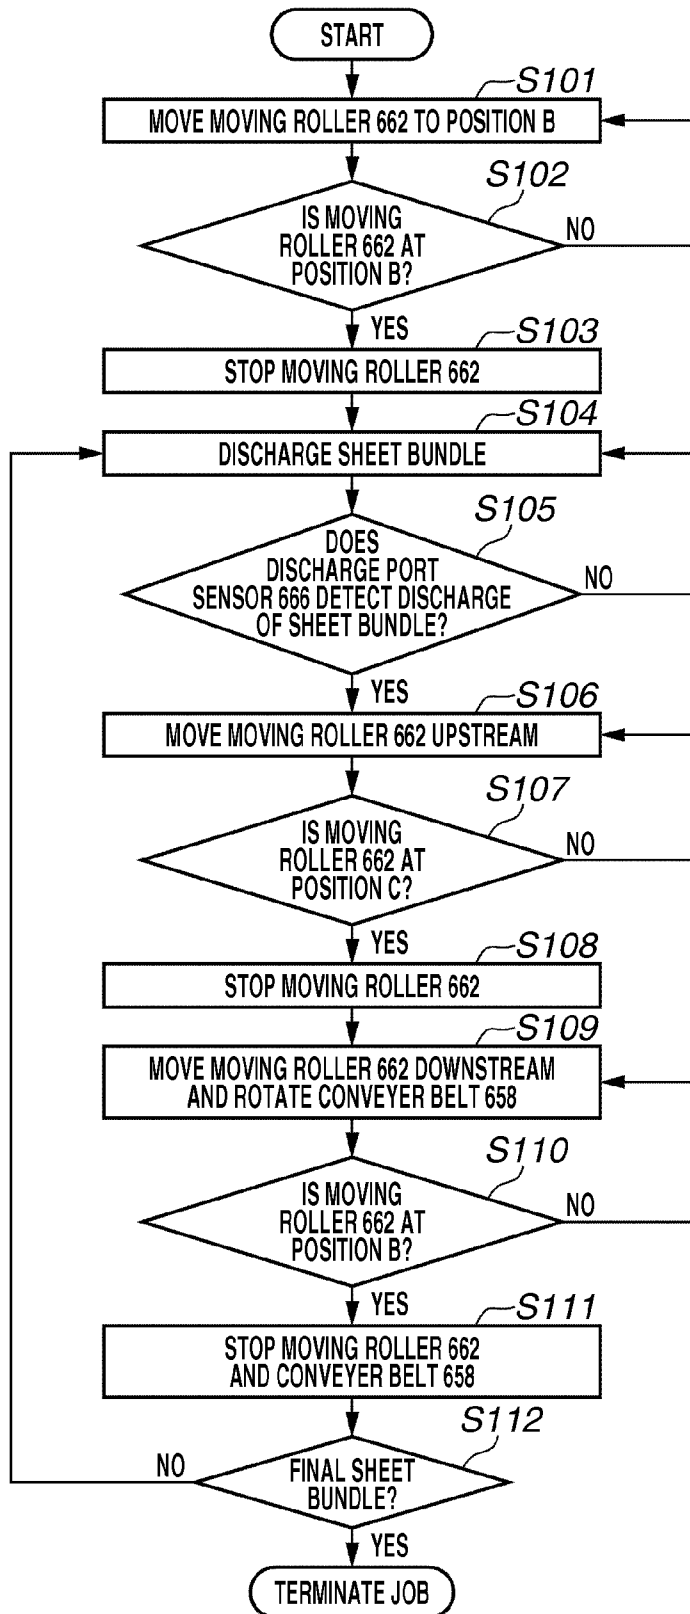 START
S101
MOVE MOVING ROLLER 662 TO POSITION B
S102
IS MOVING
ROLLER 662 AT
POSITION B?
NO
YES
S103
STOP MOVING ROLLER 662
S104
DISCHARGE SHEET BUNDLE
S105
DOES
DISCHARGE PORT
SENSOR 666 DETECT DISCHARGE
OF SHEET BUNDLE?
NO
YES
S106
MOVE MOVING ROLLER 662 UPSTREAM
S107
IS MOVING
ROLLER 662 AT
POSITION C?
NO
YES
S108
STOP MOVING ROLLER 662
S109
MOVE MOVING ROLLER 662 DOWNSTREAM
AND ROTATE CONVEYER BELT 658
S110
IS MOVING
ROLLER 662 AT
POSITION B?
NO
YES
S111
STOP MOVING ROLLER 662
AND CONVEYER BELT 658
S112
NO
FINAL SHEET
BUNDLE?
YES
TERMINATE JOB